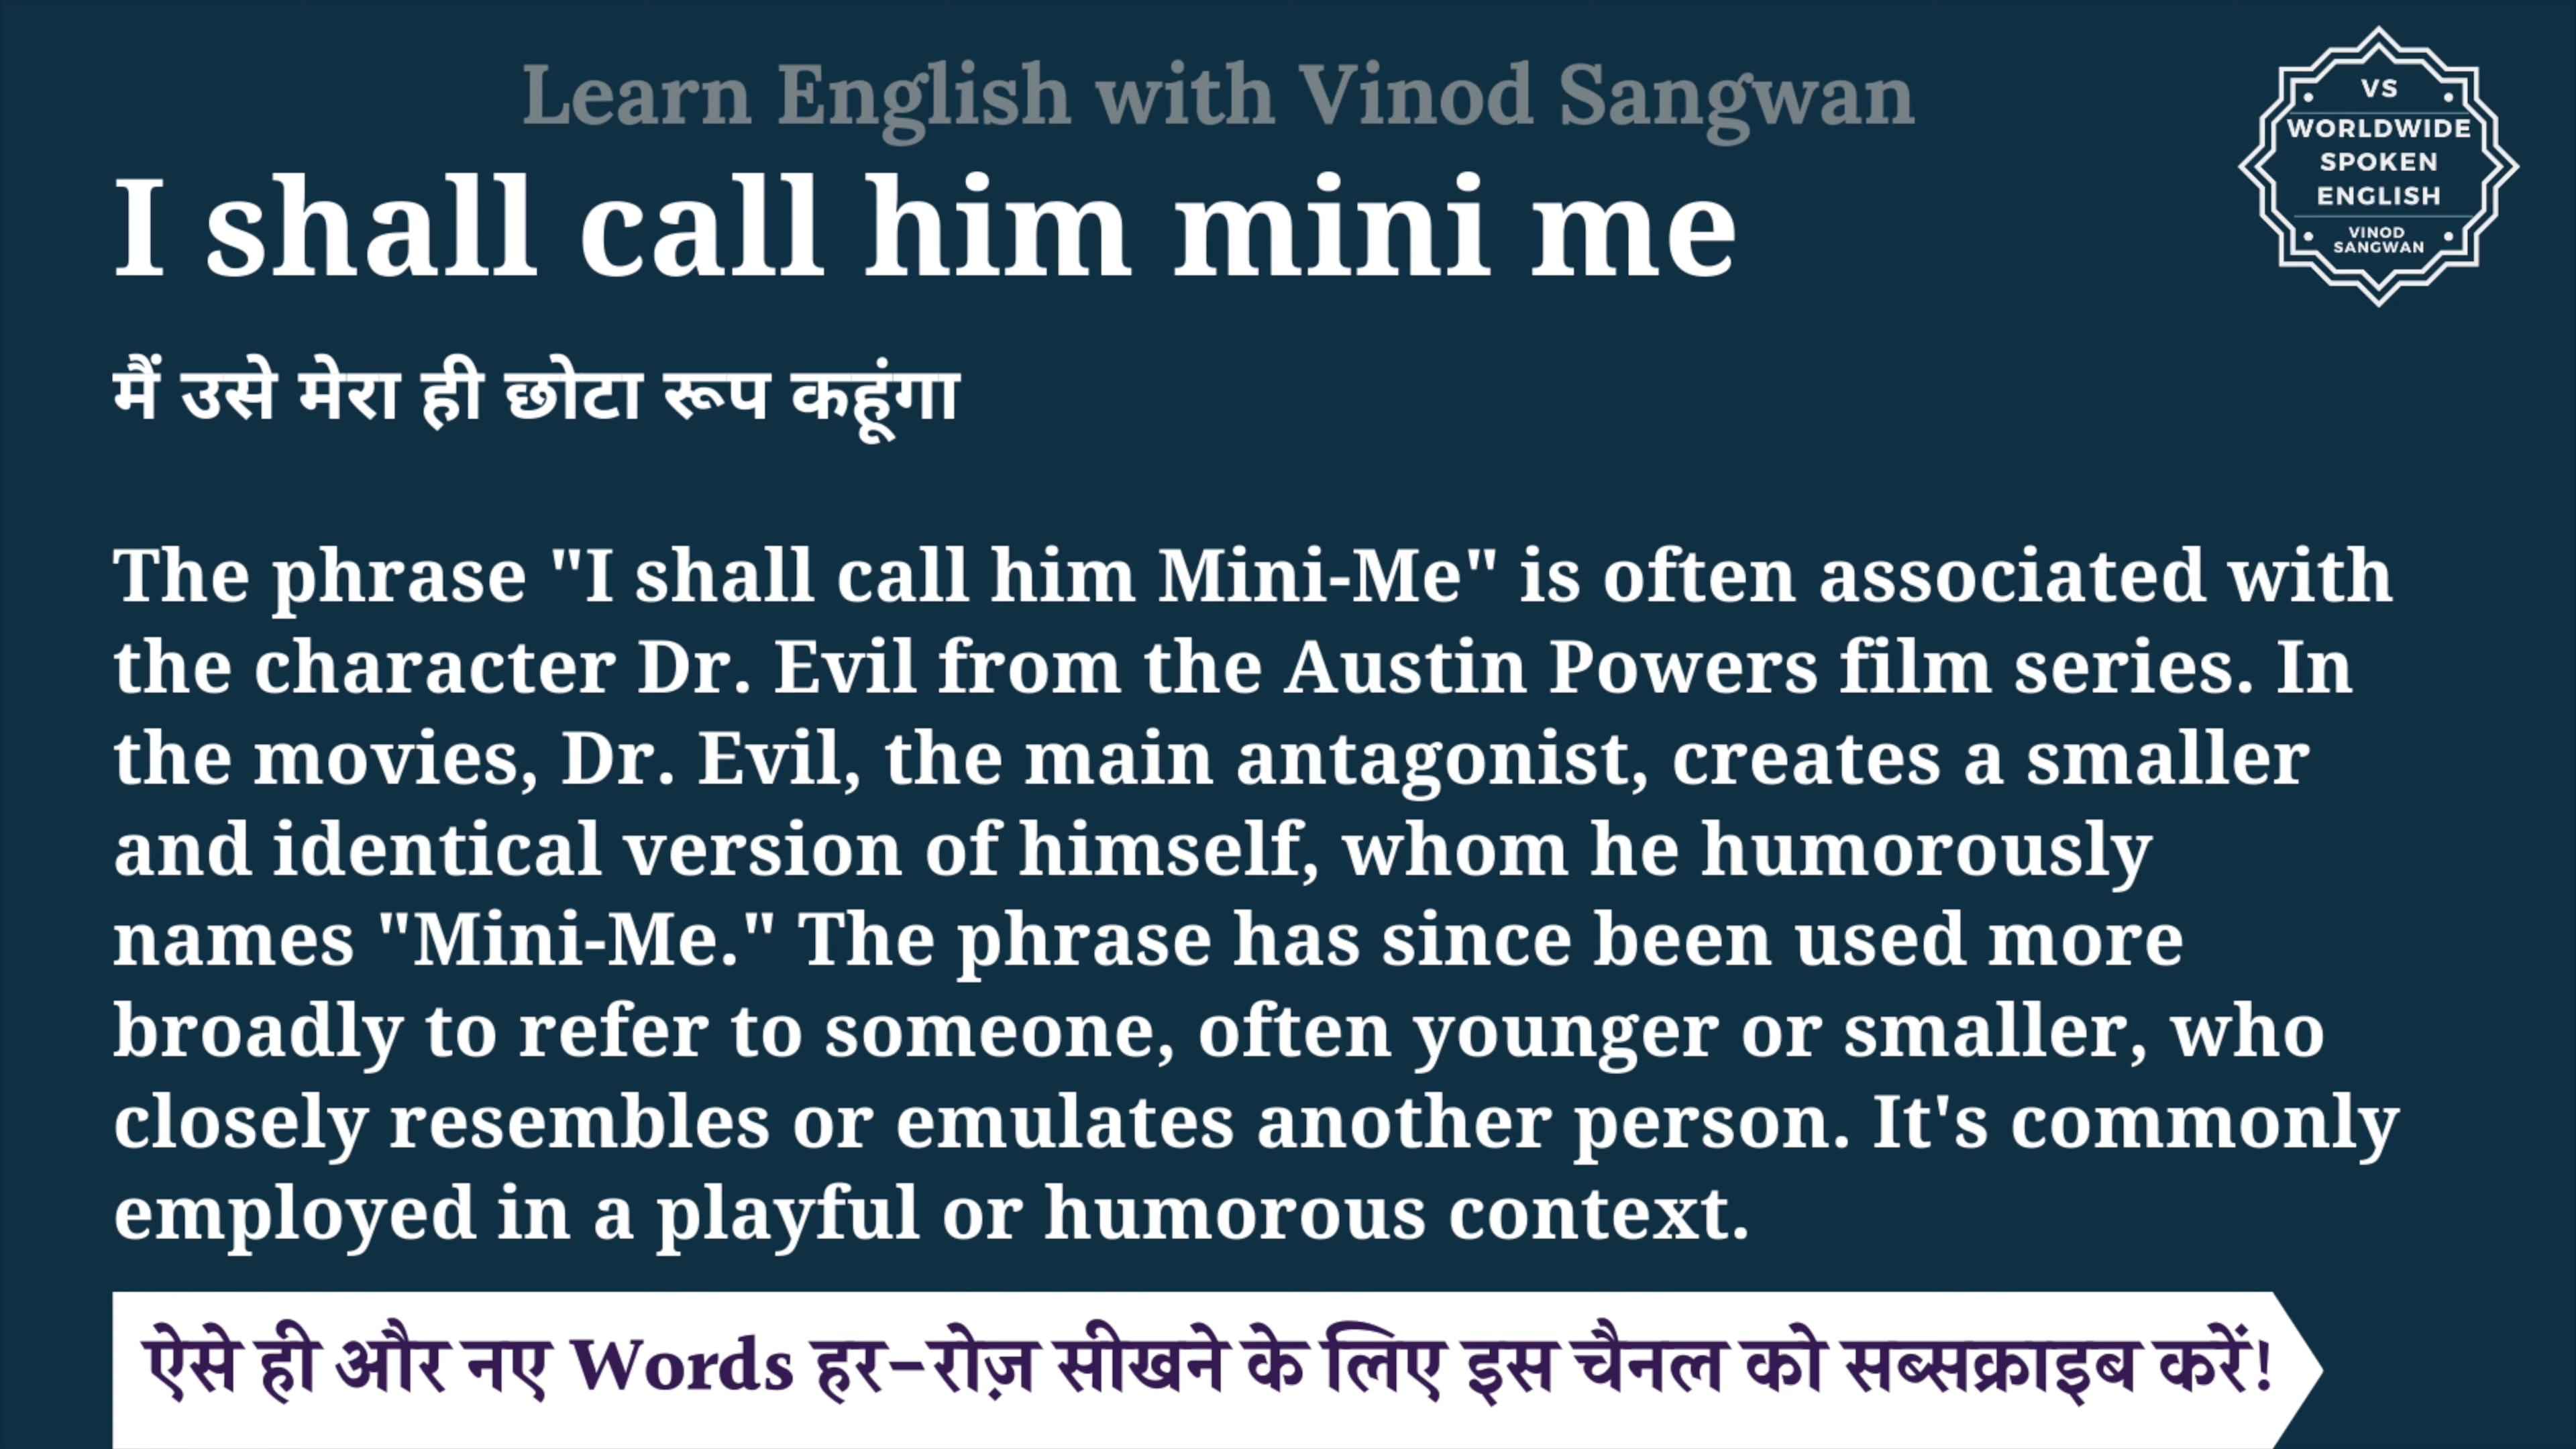 Learn English with Vinod Sangwan
VS
WORLDWIDE
SPOKEN
ENGLISH
VINOD
SANGWAN
I shall call him mini me
मैं उसे मेरा ही छोटा रूप कहूंगा
The phrase "I shall call him Mini-Me" is often associated with
the character Dr. Evil from the Austin Powers film series. In
the movies, Dr. Evil, the main antagonist, creates a smaller
and identical version of himself, whom he humorously
names "Mini-Me." The phrase has since been used more
broadly to refer to someone, often younger or smaller, who
closely resembles or emulates another person. It's commonly
employed in a playful or humorous context.
ऐसे ही और नए Words हर-रोज़ सीखने के लिए इस चैनल को सब्सक्राइब करें!